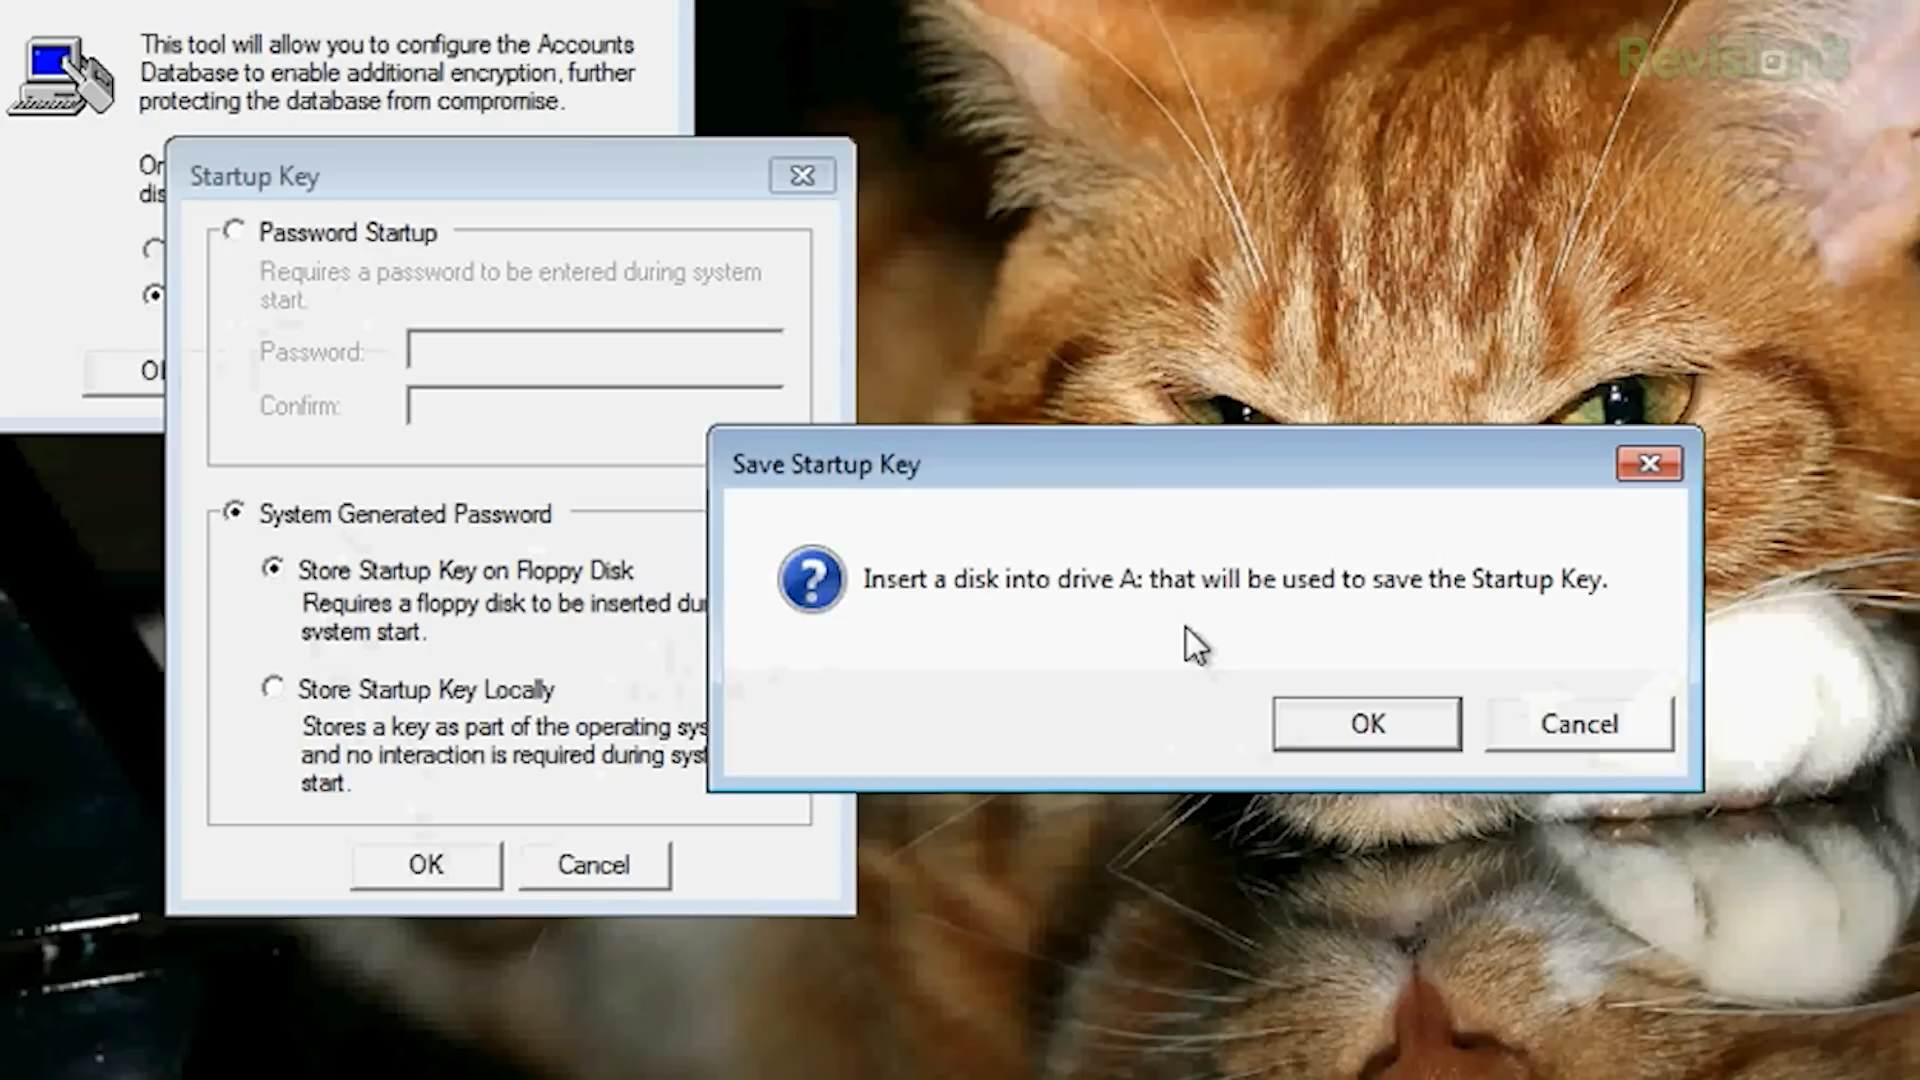 This tool will allow you to configure the Accounts
Database to enable additional encryption, further
protecting the database from compromise.
Startup Key
Password Startup
Requires a password to be entered during system
start.
Password:
Confirm:
System Generated Password
Store Startup Key on Floppy Disk
Requires a floppy disk to be inserted
system start.
Store Startup Key Locally
Stores a key as part of the operating
and no interaction is required during
start.
OK
Cancel
Save Startup Key
Insert a disk into drive A: that will be used to save the Startup Key.
OK
Cancel
Revision3